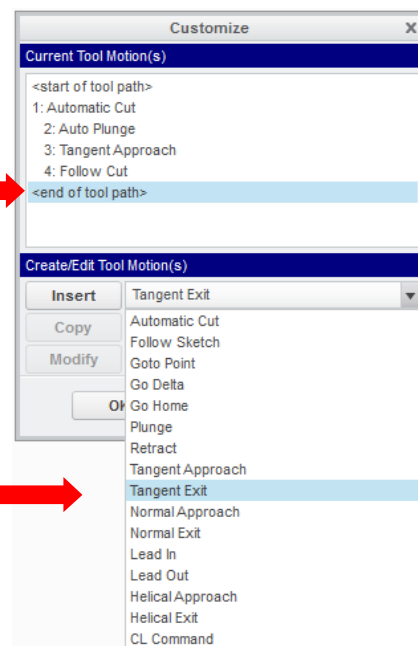 Customize X
Current Tool Motion(s)
<start of tool path>
1: Automatic Cut
2: Auto Plunge
3: Tangent Approach
4: Follow Cut
<end of tool path>
Create/Edit Tool Motion(s)
Insert Tangent Exit
Copy
Modify
Automatic Cut
Follow Sketch
Goto Point
Go Delta
Go Home
Plunge
Retract
Tangent Approach
Tangent Exit
Normal Approach
Normal Exit
Lead In
Lead Out
Helical Approach
Helical Exit
CL Command